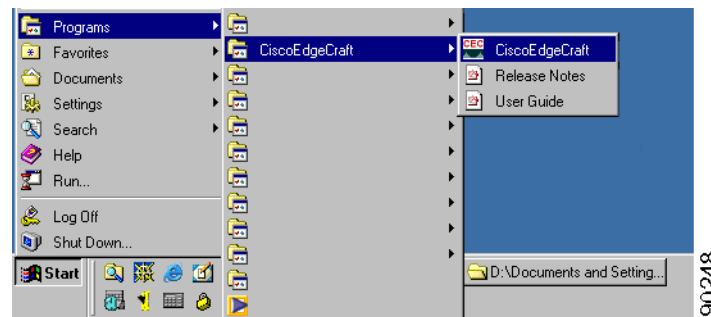 Programs
Favorites
Documents
Settings
Search
Help
Run...
Log Off
Shut Down...
Start
CiscoEdgeCraft
CEC CiscoEdgeCraft
Release Notes
User Guide
D:\Documents and Setting...
90248